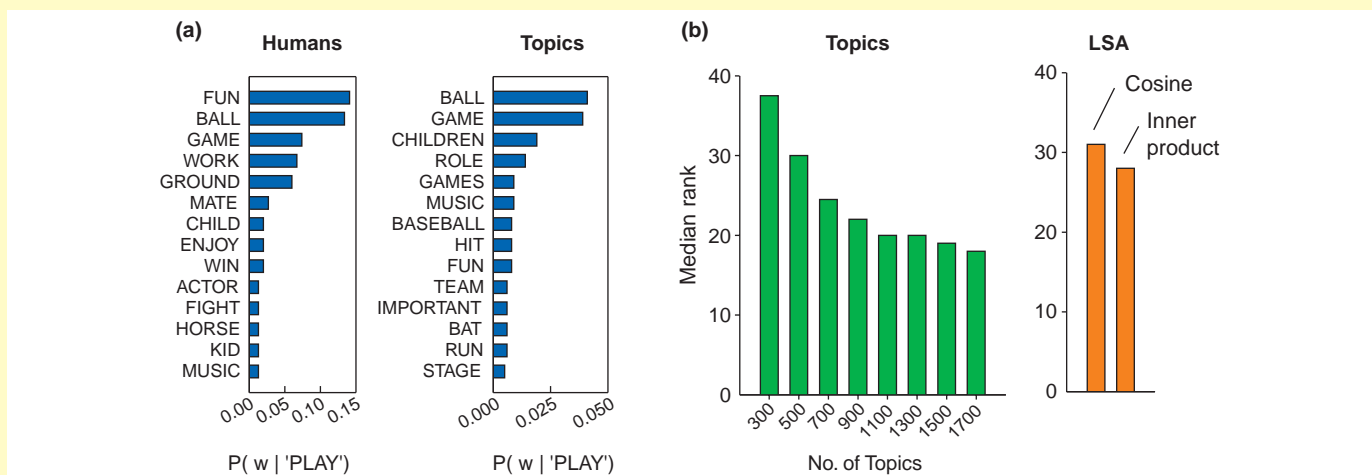 (a)
Humans
FUN
BALL
GAME
WORK
GROUND
MATE
CHILD
ENJOY
WIN
ACTOR
FIGHT
HORSE
KID
MUSIC
0.00 0.05 0.10 0.15
P( w | 'PLAY')
Topics
BALL
GAME
CHILDREN
ROLE
GAMES
MUSIC
BASEBALL
HIT
FUN
TEAM
IMPORTANT
BAT
RUN
STAGE
0.000 0.025 0.050
P( w | 'PLAY')
(b)
Topics
Median rank
40
30
20
10
0
300 500 700 900 1100 1300 1500 1700
No. of Topics
LSA
40
30
20
10
0
Cosine
Inner
product